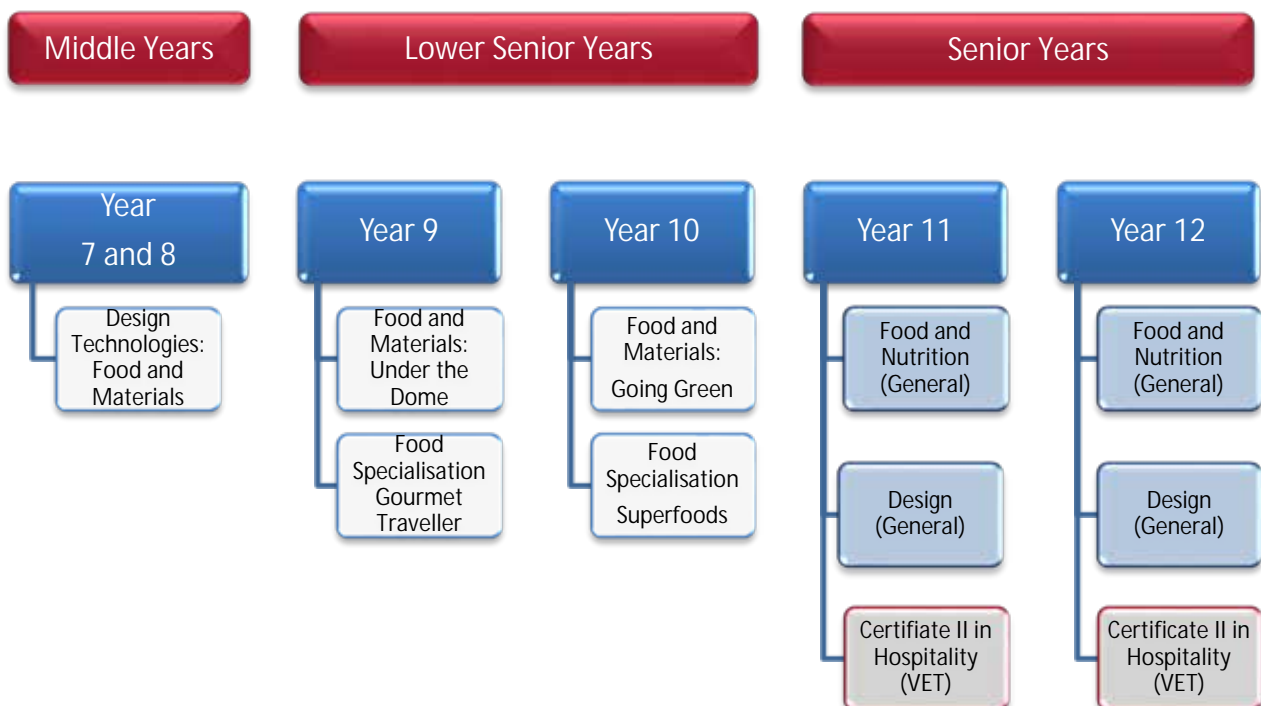 Middle Years
Lower Senior Years
Senior Years
Year
7 and 8
Year 9
Year 10
Year 11
Year 12
Design
Technologies:
Food and
Materials
Food and
Materials:
Under the
Dome
Food
Specialisation
Gourmet
Traveller
Food and
Materials:
Going Green
Food
Specialisation
Superfoods
Food and
Nutrition
(General)
Design
(General)
Certifiate II in
Hospitality
(VET)
Food and
Nutrition
(General)
Design
(General)
Certificate II in
Hospitality
(VET)